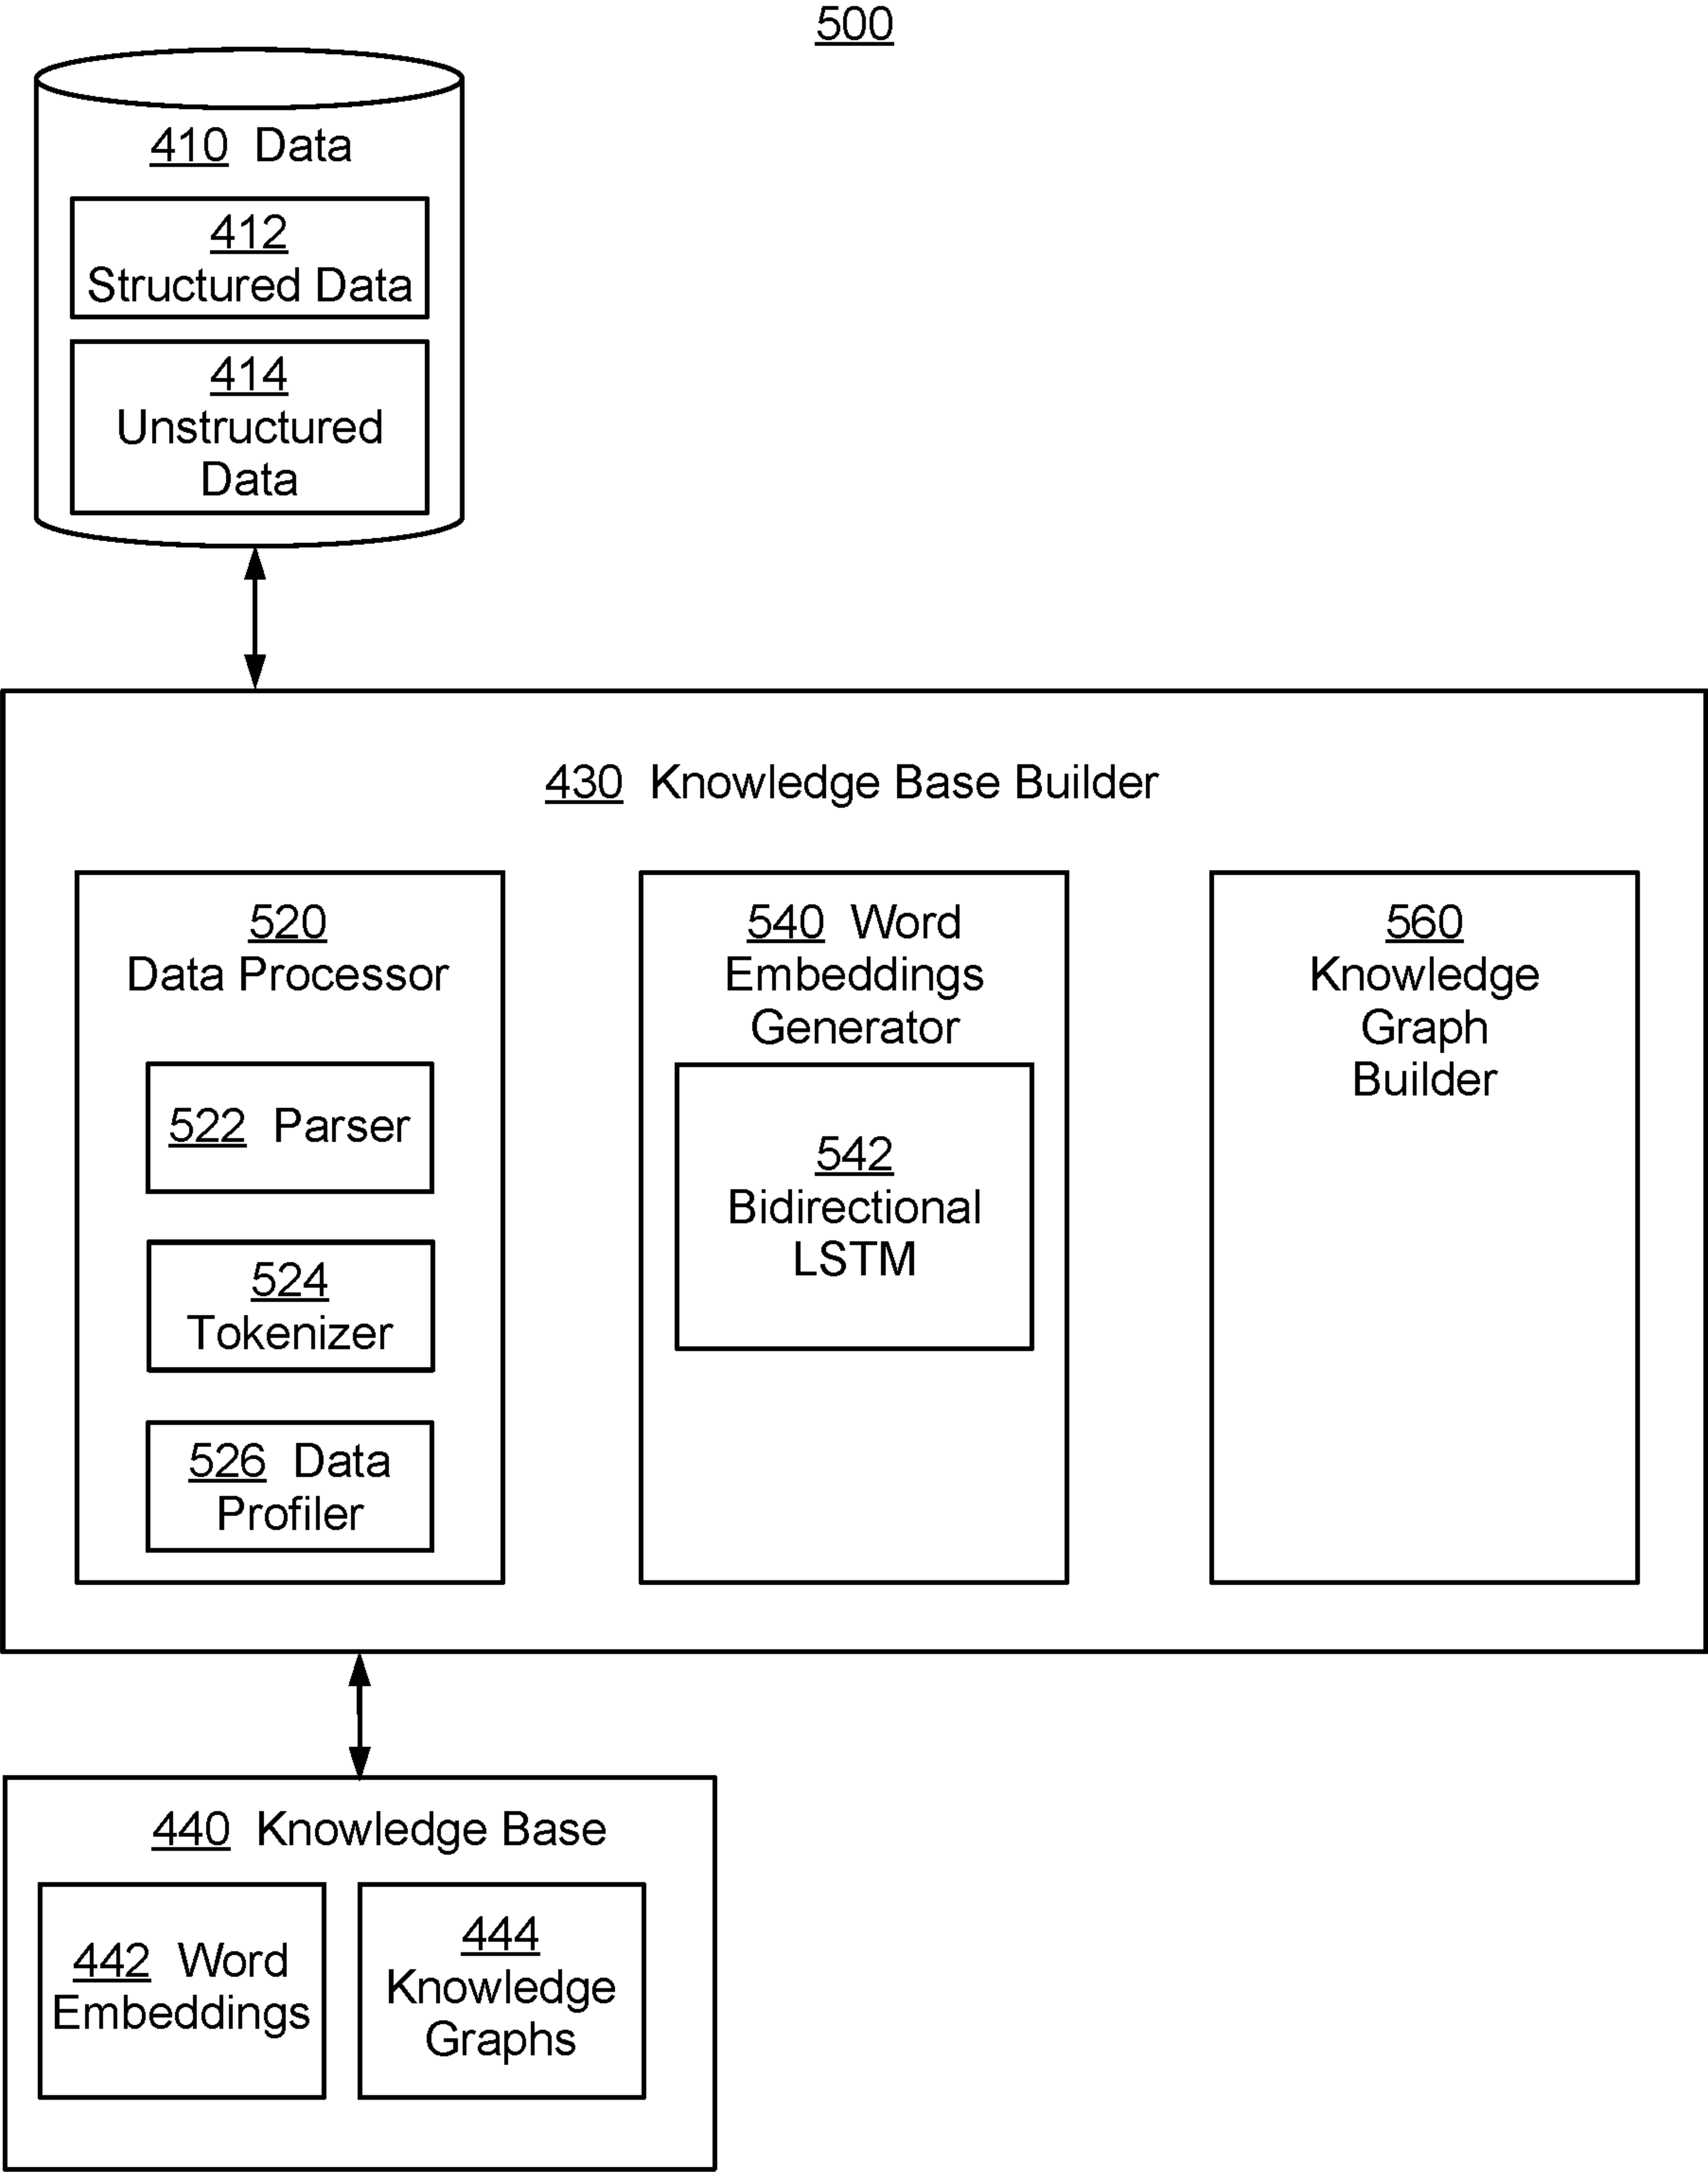 500
410 Data
412
Structured Data
414
Unstructured
Data
430 Knowledge Base Builder
520
Data Processor
522 Parser
524
Tokenizer
526 Data
Profiler
540 Word
Embeddings
Generator
542
Bidirectional
LSTM
560
Knowledge
Graph
Builder
440 Knowledge Base
442 Word
Embeddings
444
Knowledge
Graphs